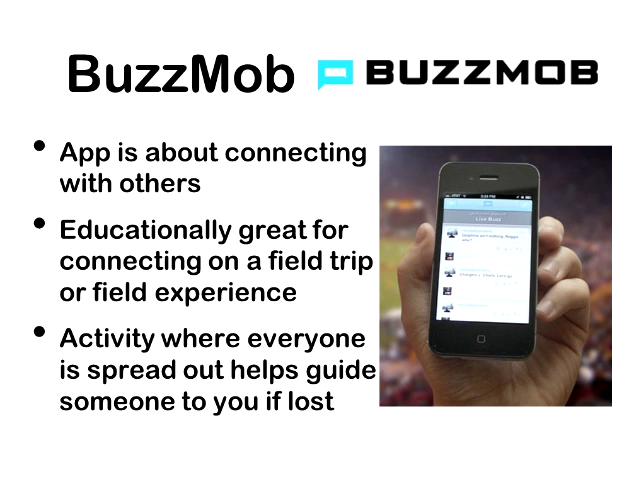 BuzzMob BUZZMOB
• App is about connecting
with others
• Educationally great for
connecting on a field trip
or field experience
• Activity where everyone
is spread out helps guide
someone to you if lost
Live Buzz